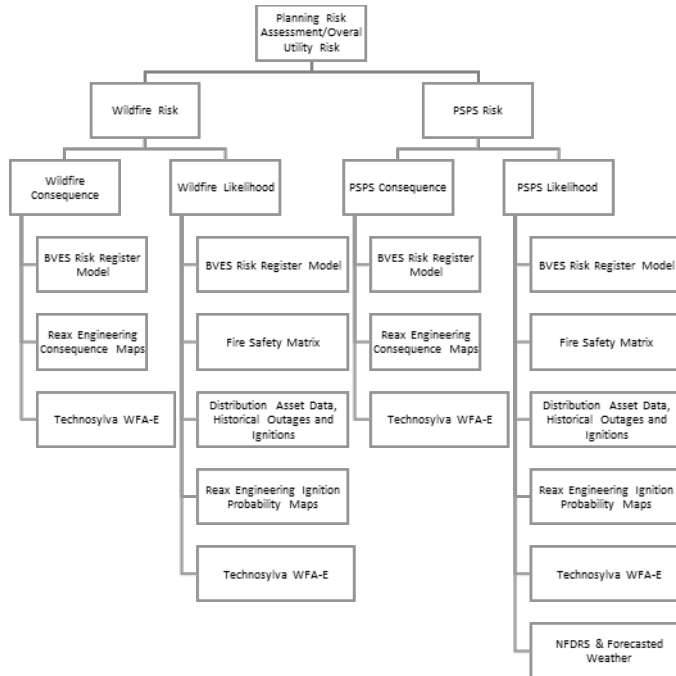 Planning Risk
Assessment/Overal
Utility Risk
Wildfire Risk
PSPS Risk
Wildfire
Consequence
Wildfire Likelihood
PSPS Consequence
PSPS Likelihood
BVES Risk Register
Model
BVES Risk Register Model
BVES Risk Register
Model
BVES Risk Register Model
Reax Engineering
Consequence Maps
Fire Safety Matrix
Reax Engineering
Consequence Maps
Fire Safety Matrix
Technosylva WFA-E
Distribution Asset Data,
Historical Outages and
Ignitions
Technosylva WFA-E
Distribution Asset Data,
Historical Outages and
Ignitions
Reax Engineering Ignition
Probability Maps
Reax Engineering Ignition
Probability Maps
Technosylva WFA-E
Technosylva WFA-E
NFDRS & Forecasted
Weather